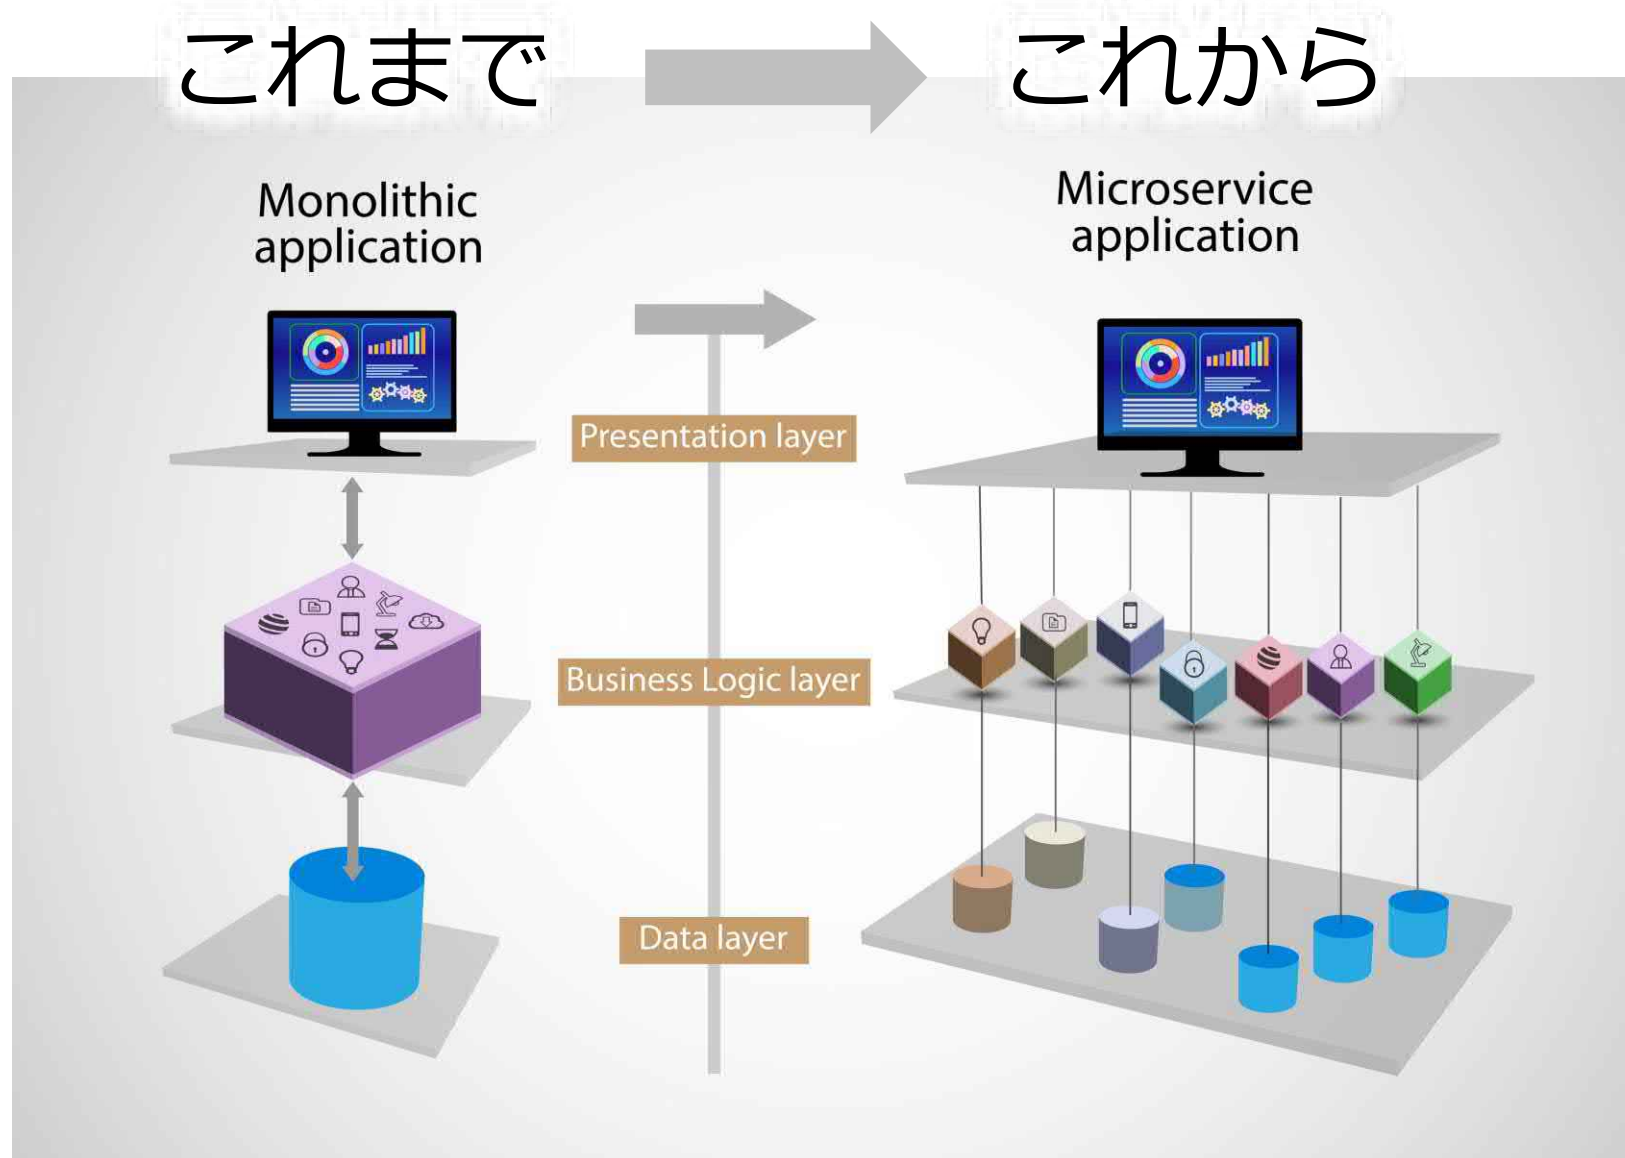 これまで
これから
Monolithic
application
Microservice
application
Presentation layer
Business Logic layer
Data layer